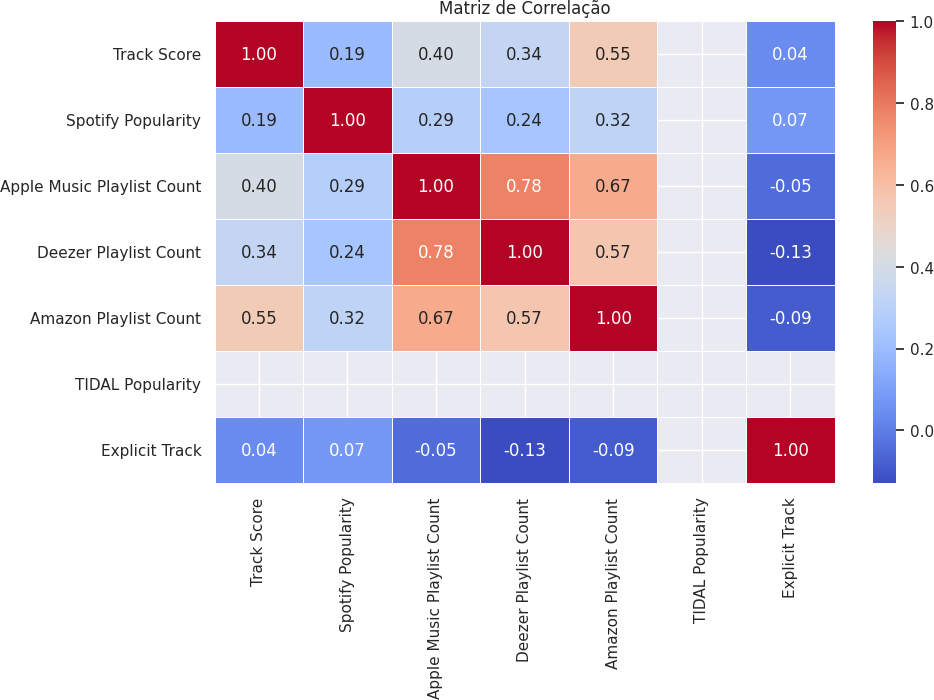 Matriz de Correlação
Track Score 1.00 0.19 0.40 0.34 0.55 0.04
Spotify Popularity 0.19 1.00 0.29 0.24 0.32 0.07
Apple Music Playlist Count 0.40 0.29 1.00 0.78 0.67 -0.05
Deezer Playlist Count 0.34 0.24 0.78 1.00 0.57 -0.13
Amazon Playlist Count 0.55 0.32 0.67 0.57 1.00 -0.09
TIDAL Popularity
Explicit Track 0.04 0.07 -0.05 -0.13 -0.09 1.00
Track Score
Spotify Popularity
Apple Music Playlist Count
Deezer Playlist Count
Amazon Playlist Count
TIDAL Popularity
Explicit Track
1.0
0.8
0.6
0.4
0.2
0.0